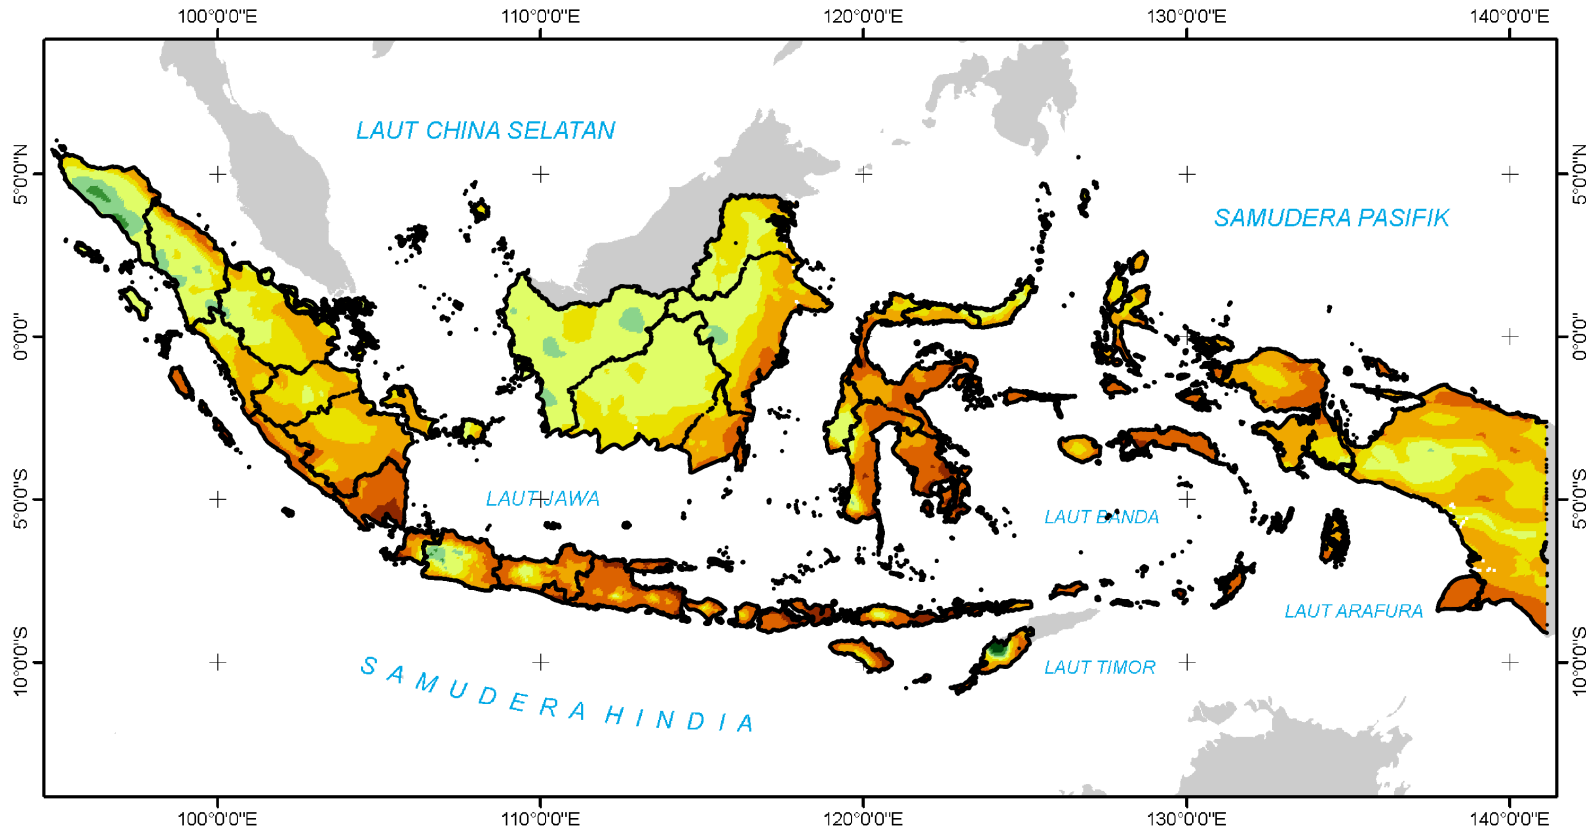 100°0'0"E 110°0'0"E 120°0'0"E 130°0'0"E 140°0'0"E
LAUT CHINA SELATAN
5°0'0"N 5°0'0"N
SAMUDERA PASIFIK
0°0'0" 0°0'0"
5°0'0"S LAUT JAWA 5°0'0"S
LAUT BANDA
LAUT ARAFURA
10°0'0"S LAUT TIMOR 10°0'0"S
SAMUDERA HINDIA
100°0'0"E 110°0'0"E 120°0'0"E 130°0'0"E 140°0'0"E